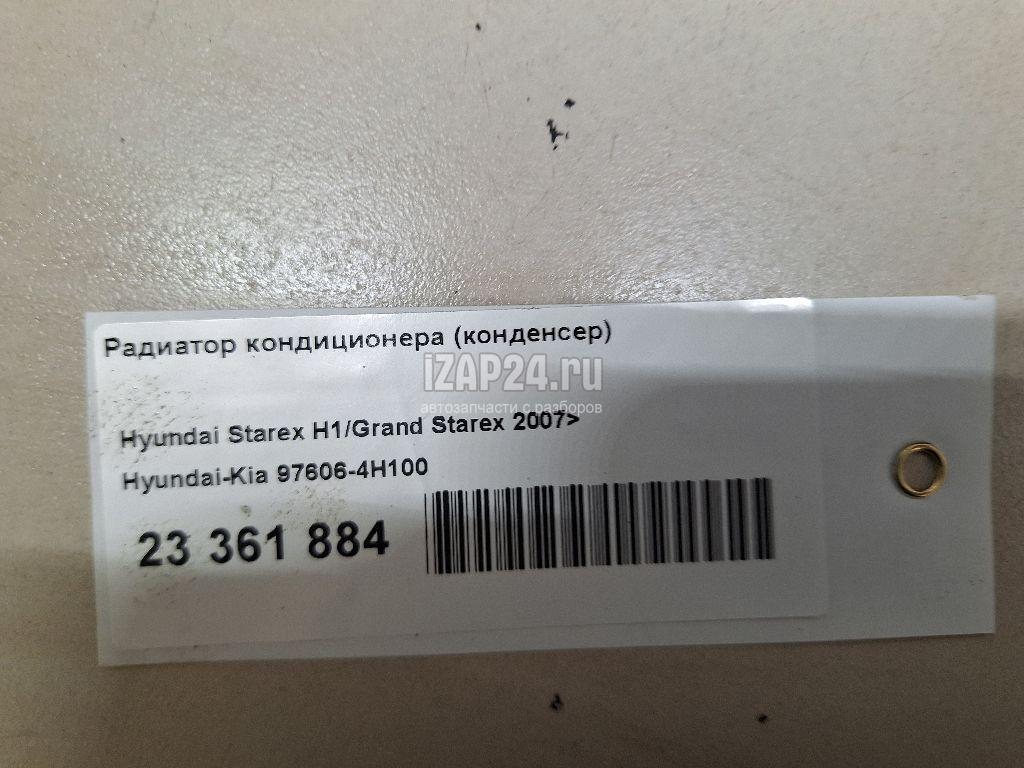 Радиатор кондиционера (конденсер)
iZAP24.ru
автозапчасти с разборов
Hyundai Starex H1/Grand Starex 2007>
Hyundai-Kia 97606-4H100
23 361 884